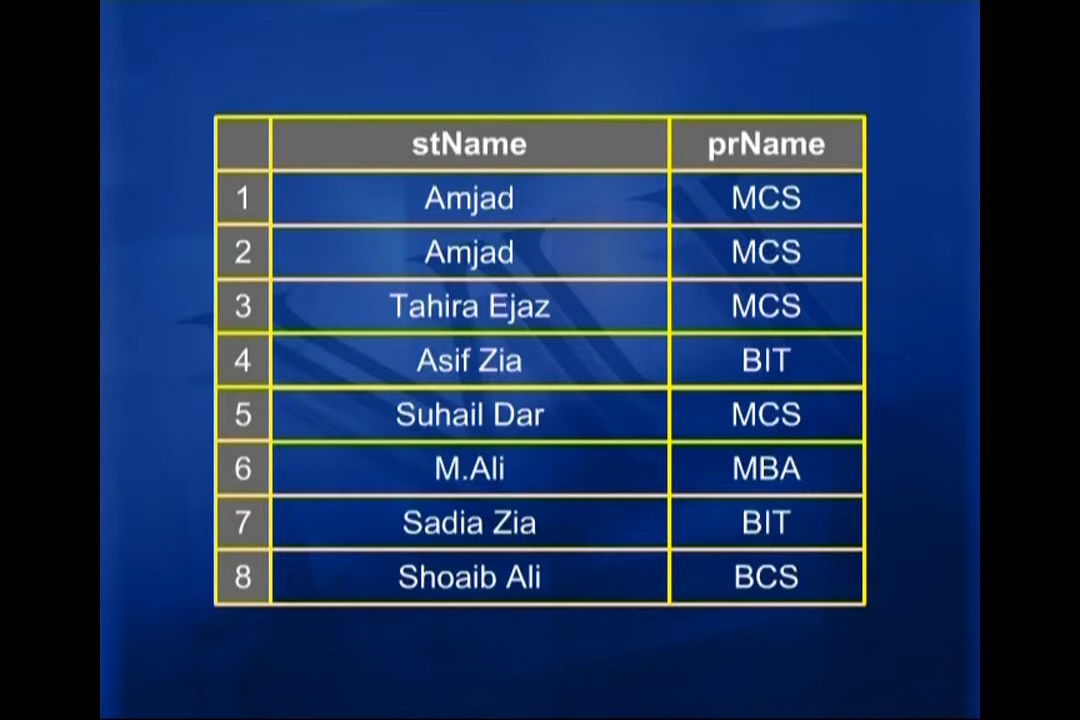 stName prName
1 Amjad MCS
2 Amjad MCS
3 Tahira Ejaz MCS
4 Asif Zia BIT
5 Suhail Dar MCS
6 M.Ali MBA
7 Sadia Zia BIT
8 Shoaib Ali BCS